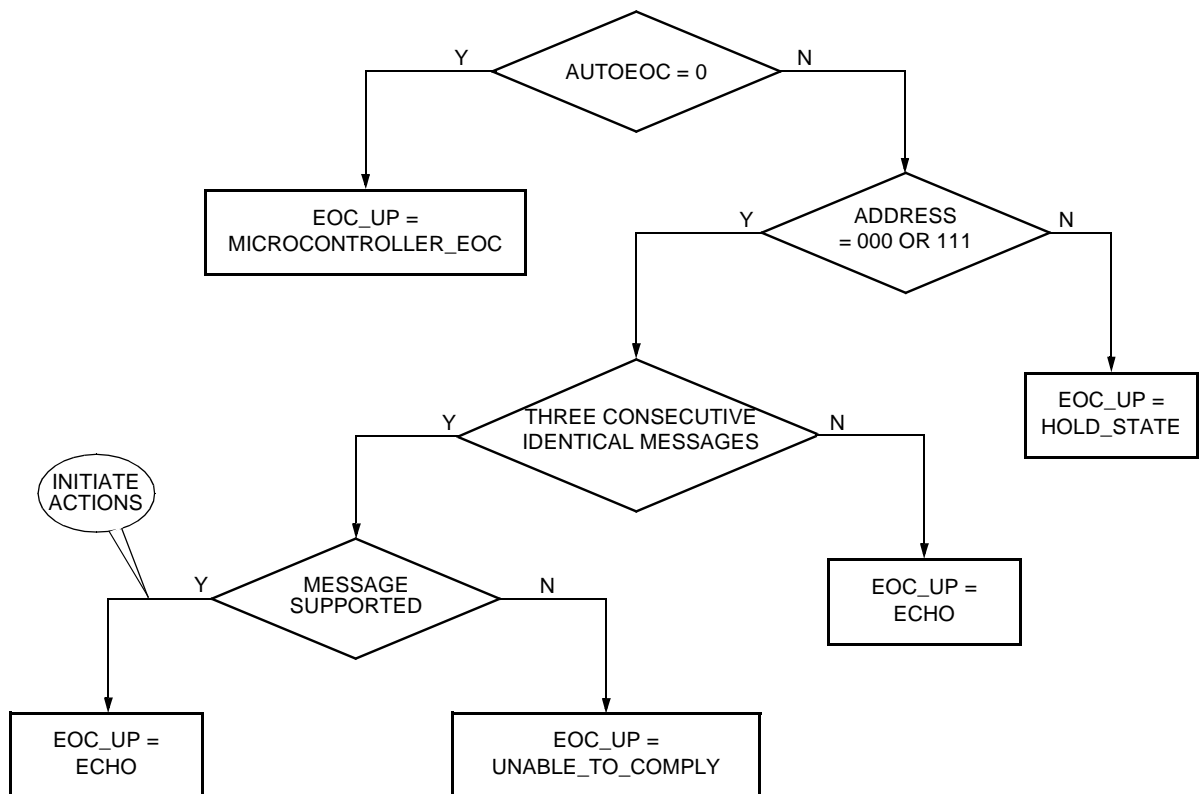 Y
AUTOEOC = 0
N
EOC_UP =
MICROCONTROLLER_EOC
Y
ADDRESS
= 000 OR 111
N
Y
THREE CONSECUTIVE
IDENTICAL MESSAGES
N
EOC_UP =
HOLD_STATE
INITIATE
ACTIONS
Y
MESSAGE
SUPPORTED
N
EOC_UP =
ECHO
EOC_UP =
ECHO
EOC_UP =
UNABLE_TO_COMPLY